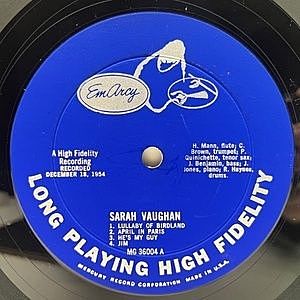 EmArcy
A High Fidelity
Recording
RECORDED
DECEMBER 18, 1954
H. Mann, flute; C.
Brown, trumpet; P.
Quinichette, tenor sax;
J. Benjamin, bass; J.
Jones, piano; R. Haynes,
drums.
SARAH VAUGHAN
1. LULLABY OF BIRDLAND
2. APRIL IN PARIS
3. HE'S MY GUY
4. JIM
MG 36004 A
LONG PLAYING HIGH FIDELITY
MERCURY RECORD CORPORATION MADE IN U.S.A.